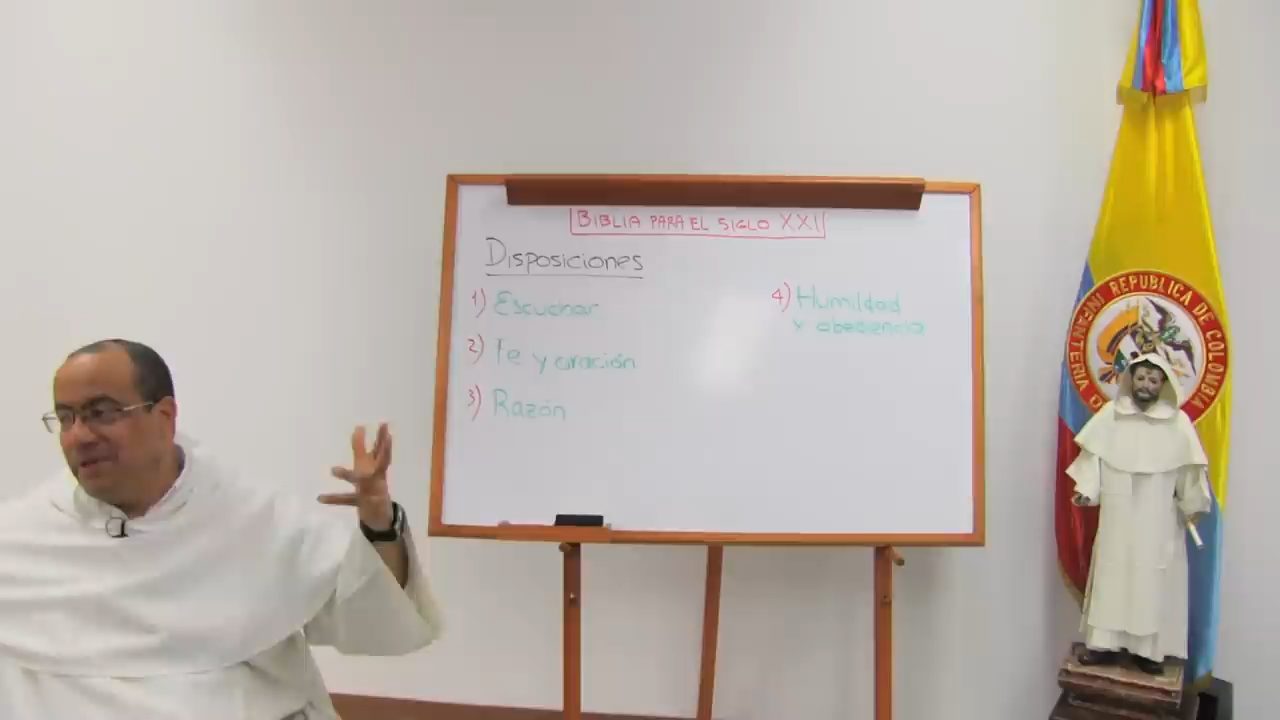 BIBLIA PARA EL SIGLO XXI
Disposiciones
1) Escuchar
2) Fe y oración
3) Razón
4) Humildad
y obediencia
REPUBLICA DE COLOMBIA
INFANTERIA